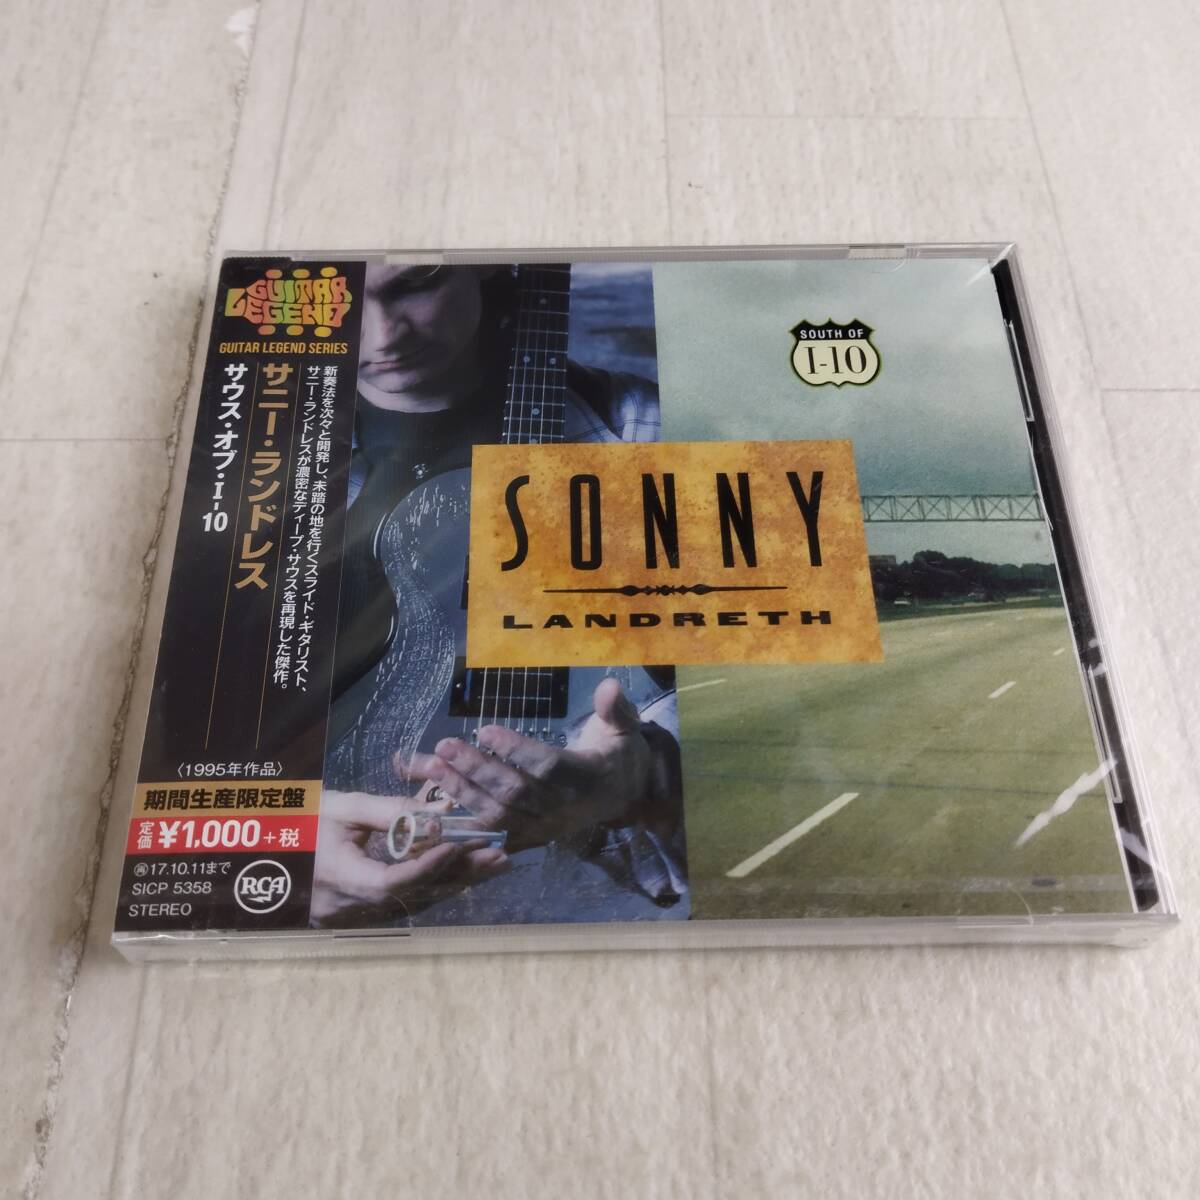 GUITAR
LEGEND
GUITAR LEGEND SERIES
新奏法を次々と開発し、未踏の地を行くスライド・ギタリスト、
サニー・ランドレスが濃密なディープ・サウスを再現した傑作。
サニー・ランドレス
サウス・オブ・I-10
〈1995年作品〉
期間生産限定盤
定価 ¥1,000+税
17.10.11まで
SICP 5358
STEREO
RCA
SOUTH OF
I-10
SONNY
LANDRETH